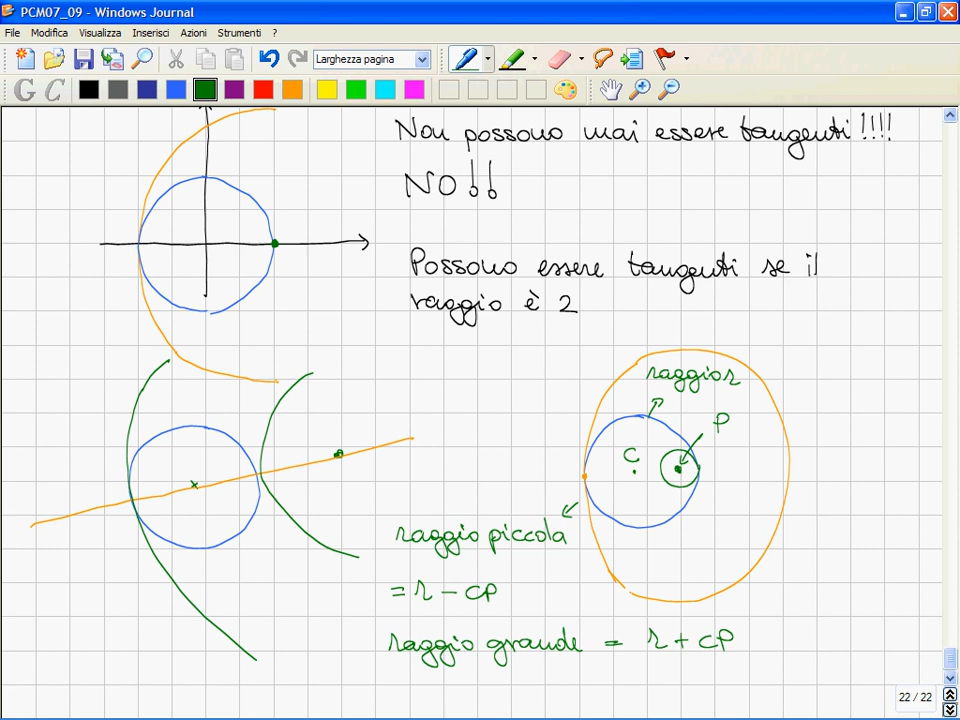 PCM07_09 - Windows Journal
File Modifica Visualizza Inserisci Azioni Strumenti ?
Larghezza pagina
G C
Non possono mai essere tangenti!!!!
NO!!
Possono essere tangenti se il
raggio è 2
raggio r
P
C
raggio piccola
= r - CP
raggio grande = r + CP
22 / 22